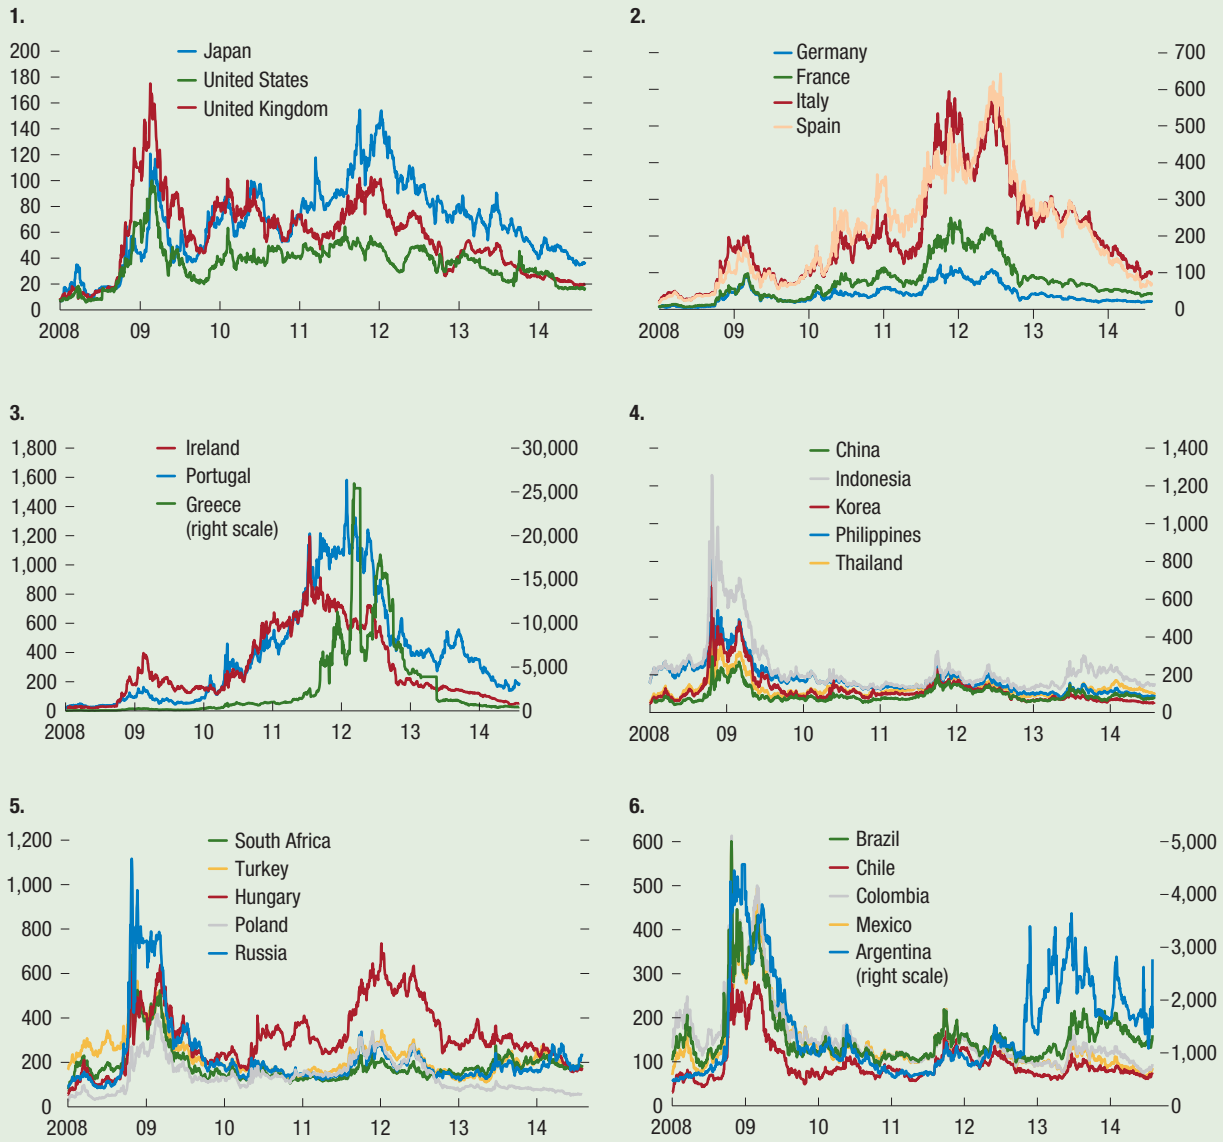 1.
200
180
160
140
120
100
80
60
40
20
0
Japan
United States
United Kingdom
2008 09 10 11 12 13 14
2.
Germany
France
Italy
Spain
700
600
500
400
300
200
100
0
2008 09 10 11 12 13 14
3.
1,800
1,600
1,400
1,200
1,000
800
600
400
200
0
Ireland
Portugal
Greece
(right scale)
30,000
25,000
20,000
15,000
10,000
5,000
0
2008 09 10 11 12 13 14
4.
China
Indonesia
Korea
Philippines
Thailand
1,400
1,200
1,000
800
600
400
200
0
2008 09 10 11 12 13 14
5.
1,200
1,000
800
600
400
200
0
South Africa
Turkey
Hungary
Poland
Russia
2008 09 10 11 12 13 14
6.
600
500
400
300
200
100
0
Brazil
Chile
Colombia
Mexico
Argentina
(right scale)
5,000
4,000
3,000
2,000
1,000
0
2008 09 10 11 12 13 14